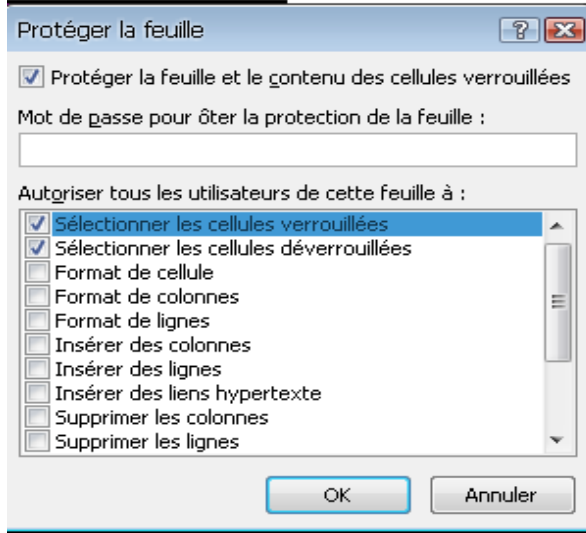 Protéger la feuille
Protéger la feuille et le contenu des cellules verrouillées
Mot de passe pour ôter la protection de la feuille :
Autoriser tous les utilisateurs de cette feuille à :
Sélectionner les cellules verrouillées
Sélectionner les cellules déverrouillées
Format de cellule
Format de colonnes
Format de lignes
Insérer des colonnes
Insérer des lignes
Insérer des liens hypertexte
Supprimer les colonnes
Supprimer les lignes
OK Annuler